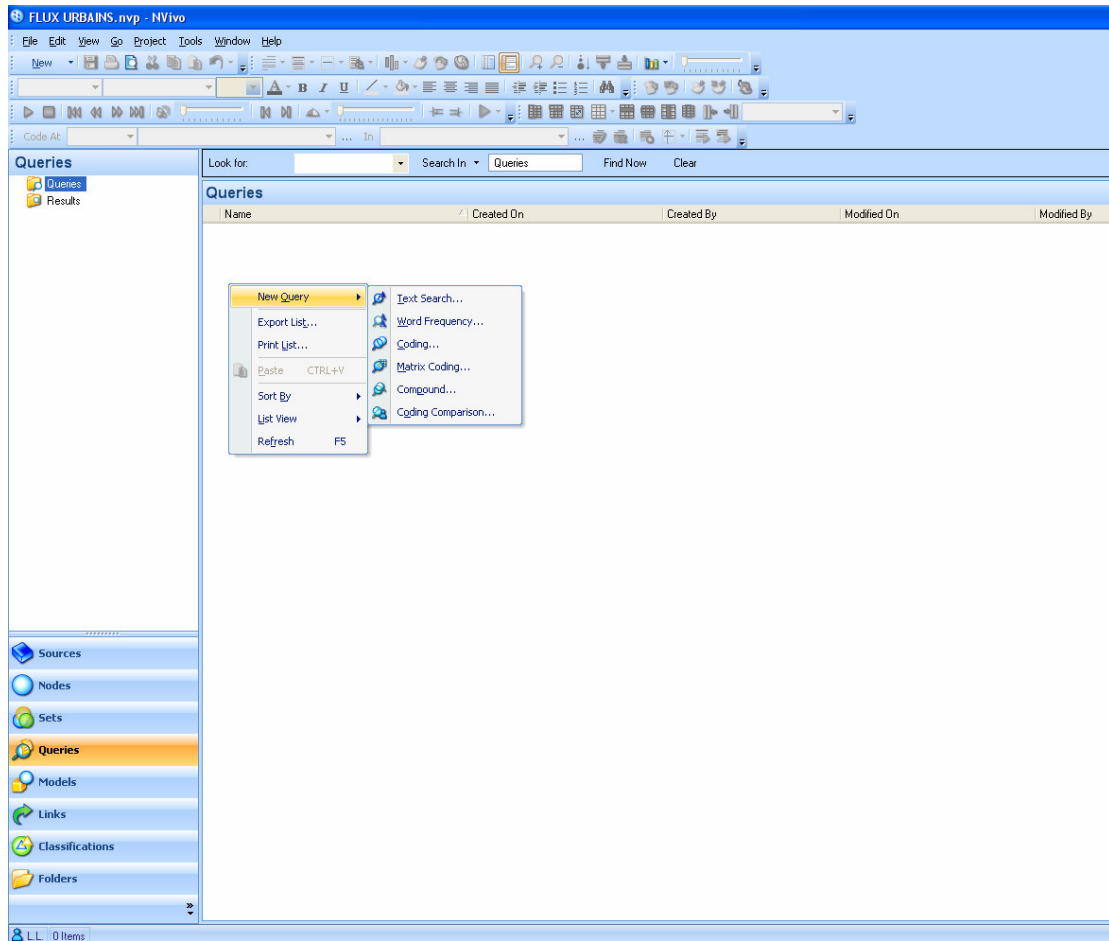 FLUX URBAINS.nvp - NVivo
File Edit View Go Project Tools Window Help
New
Code At In
Queries
Queries
Results
Look for: Search In Queries Find Now Clear
Queries
Name Created On Created By Modified On Modified By
New Query
Export List...
Print List...
Paste CTRL+V
Sort By
List View
Refresh F5
Text Search...
Word Frequency...
Coding...
Matrix Coding...
Compound...
Coding Comparison...
Sources
Nodes
Sets
Queries
Models
Links
Classifications
Folders
L.L. 0 Items